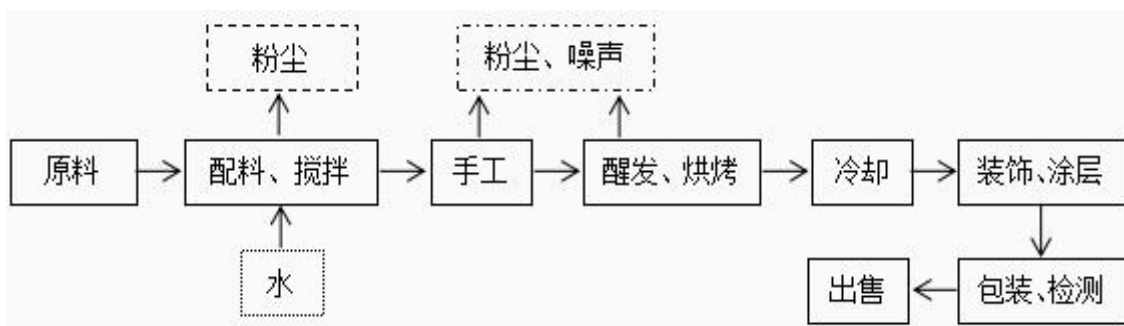 粉尘
粉尘、噪声
原料
配料、搅拌
手工
醒发、烘烤
冷却
装饰、涂层
水
出售
包装、检测